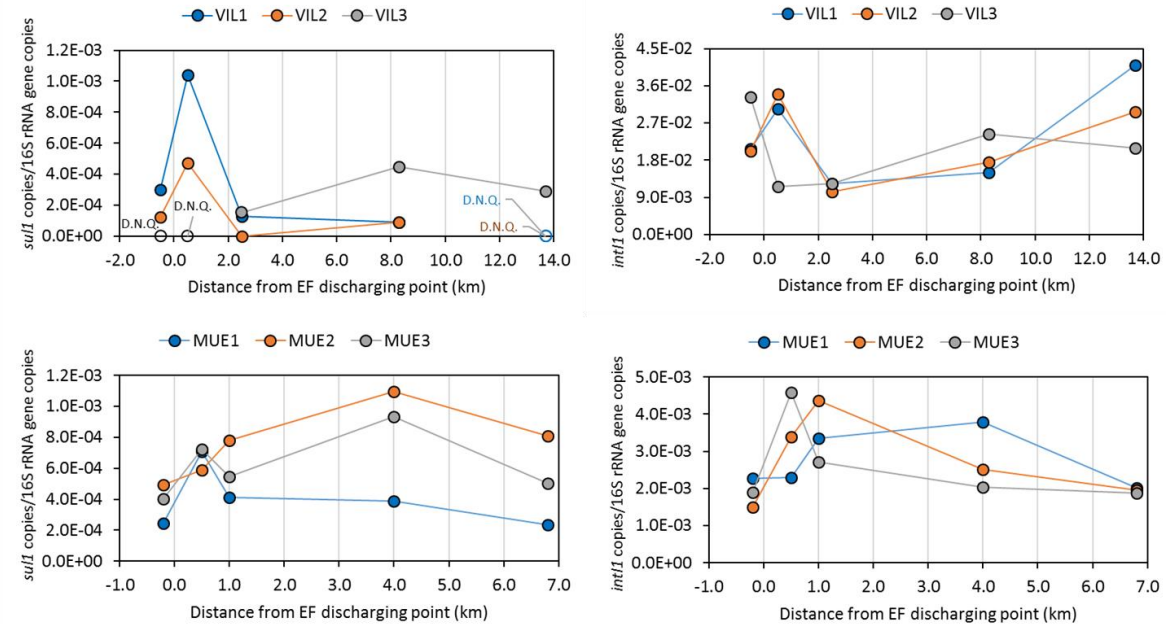 VIL1 VIL2 VIL3
sul1 copies/16S rRNA gene copies
1.2E-03
1.0E-03
8.0E-04
6.0E-04
4.0E-04
2.0E-04
0.0E+00
D.N.Q.
D.N.Q.
D.N.Q.
D.N.Q.
-2.0 0.0 2.0 4.0 6.0 8.0 10.0 12.0 14.0
Distance from EF discharging point (km)
VIL1 VIL2 VIL3
intl1 copies/16S rRNA gene copies
4.5E-02
3.6E-02
2.7E-02
1.8E-02
9.0E-03
0.0E+00
-2.0 0.0 2.0 4.0 6.0 8.0 10.0 12.0 14.0
Distance from EF discharging point (km)
MUE1 MUE2 MUE3
sul1 copies/16S rRNA gene copies
1.2E-03
1.0E-03
8.0E-04
6.0E-04
4.0E-04
2.0E-04
0.0E+00
-1.0 0.0 1.0 2.0 3.0 4.0 5.0 6.0 7.0
Distance from EF discharging point (km)
MUE1 MUE2 MUE3
intl1 copies/16S rRNA gene copies
5.0E-03
4.0E-03
3.0E-03
2.0E-03
1.0E-03
0.0E+00
-1.0 0.0 1.0 2.0 3.0 4.0 5.0 6.0 7.0
Distance from EF discharging point (km)